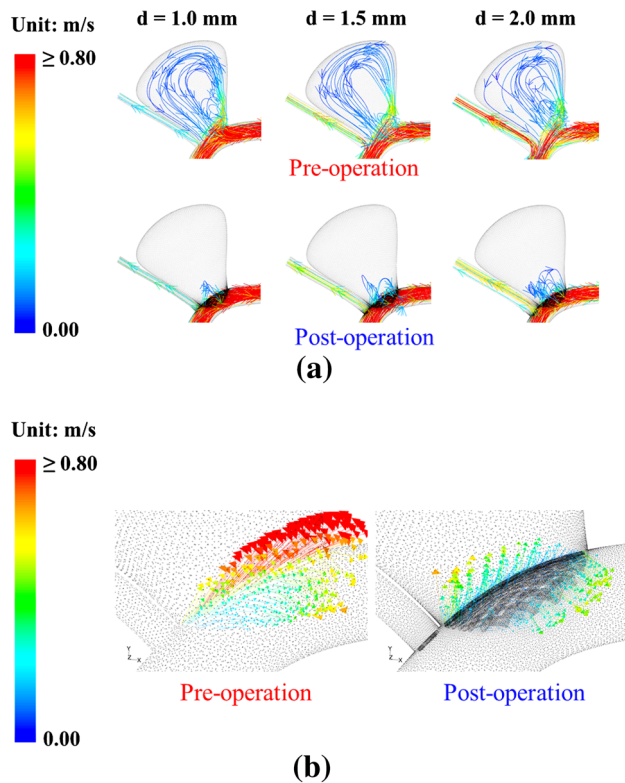 Unit: m/s
d = 1.0 mm
d = 1.5 mm
d = 2.0 mm
≥ 0.80
Pre-operation
0.00
Post-operation
(a)
Unit: m/s
≥ 0.80
Y
Z X
Y
Z X
Pre-operation
Post-operation
0.00
(b)